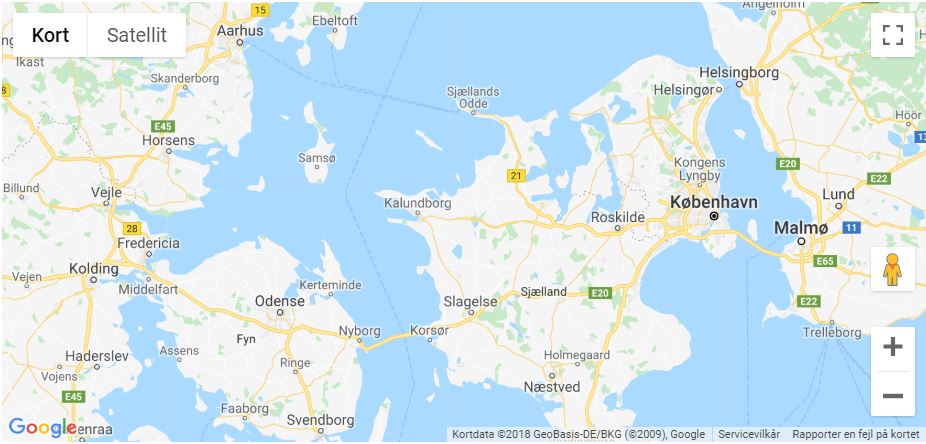 Kort
Satellit
15
Ebeltoft
Aarhus
Ikast
Skanderborg
8
E45
Horsens
Samsø
Sjællands
Odde
Helsingborg
Helsingør
Höör
13
E20
Kongens
Lyngby
21
E22
Billund
Vejle
Kalundborg
København
Lund
Roskilde
28
11
Malmø
Fredericia
E65
Kolding
Vejen
Middelfart
Kerteminde
Odense
Slagelse
Sjælland
E20
E22
Nyborg
Korsør
Trelleborg
Fyn
Assens
Haderslev
Ringe
Holmegaard
Vojens
Næstved
E45
Faaborg
Svendborg
Google
enraa
Kortdata ©2018 GeoBasis-DE/BKG (©2009), Google
Servicevilkår
Rapporter en fejl på kortet